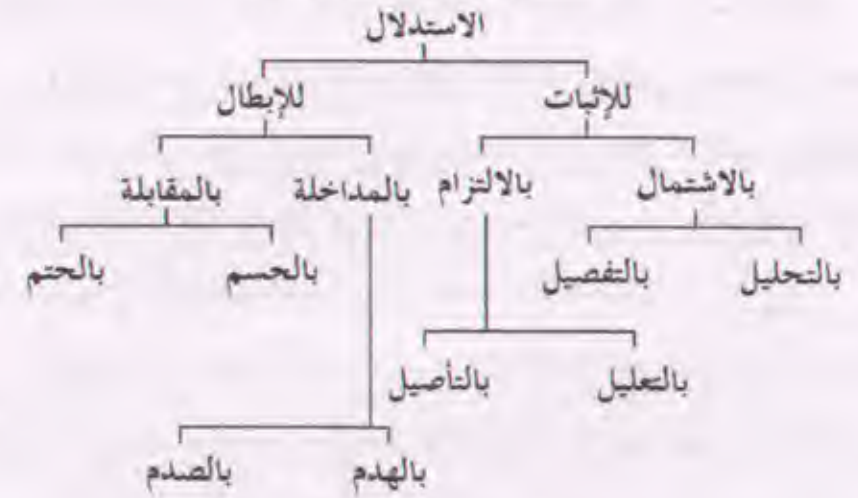 الاستدلال
للإثبات للإبطال
بالاشتمال بالالتزام بالمداخلة بالمقابلة
بالتحليل بالتفصيل بالحسم بالحتم
بالتعليل بالتأصيل
بالهدم بالصدم